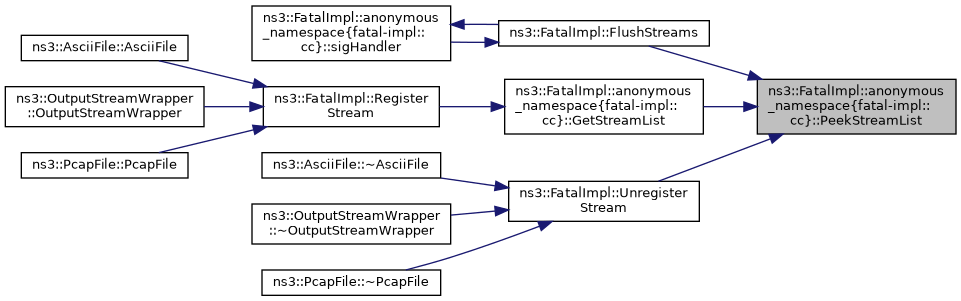 ns3::FatalImpl::anonymous
_namespace{fatal-impl::
cc}::sigHandler
ns3::FatalImpl::FlushStreams
ns3::AsciiFile::AsciiFile
ns3::OutputStreamWrapper
::OutputStreamWrapper
ns3::PcapFile::PcapFile
ns3::FatalImpl::Register
Stream
ns3::FatalImpl::anonymous
_namespace{fatal-impl::
cc}::GetStreamList
ns3::FatalImpl::anonymous
_namespace{fatal-impl::
cc}::PeekStreamList
ns3::AsciiFile::~AsciiFile
ns3::OutputStreamWrapper
::~OutputStreamWrapper
ns3::PcapFile::~PcapFile
ns3::FatalImpl::Unregister
Stream